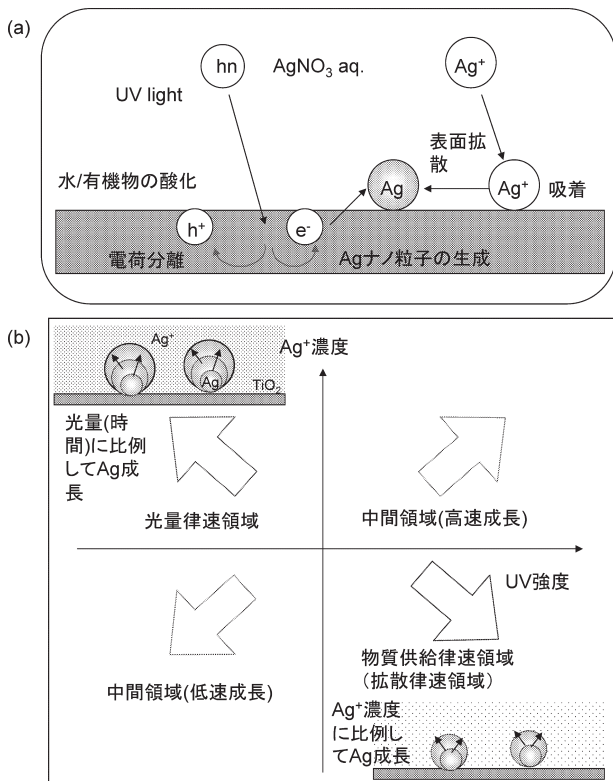 (a)
hn
AgNO₃ aq.
Ag⁺
UV light
表面拡
散
水/有機物の酸化
Ag
Ag⁺
吸着
h⁺
e⁻
電荷分離
Agナノ粒子の生成
(b)
Ag⁺
Ag
TiO₂
Ag⁺濃度
光量(時
間)に比例
してAg成
長
光量律速領域
中間領域(高速成長)
UV強度
中間領域(低速成長)
物質供給律速領域
(拡散律速領域)
Ag⁺濃度
に比例し
てAg成長